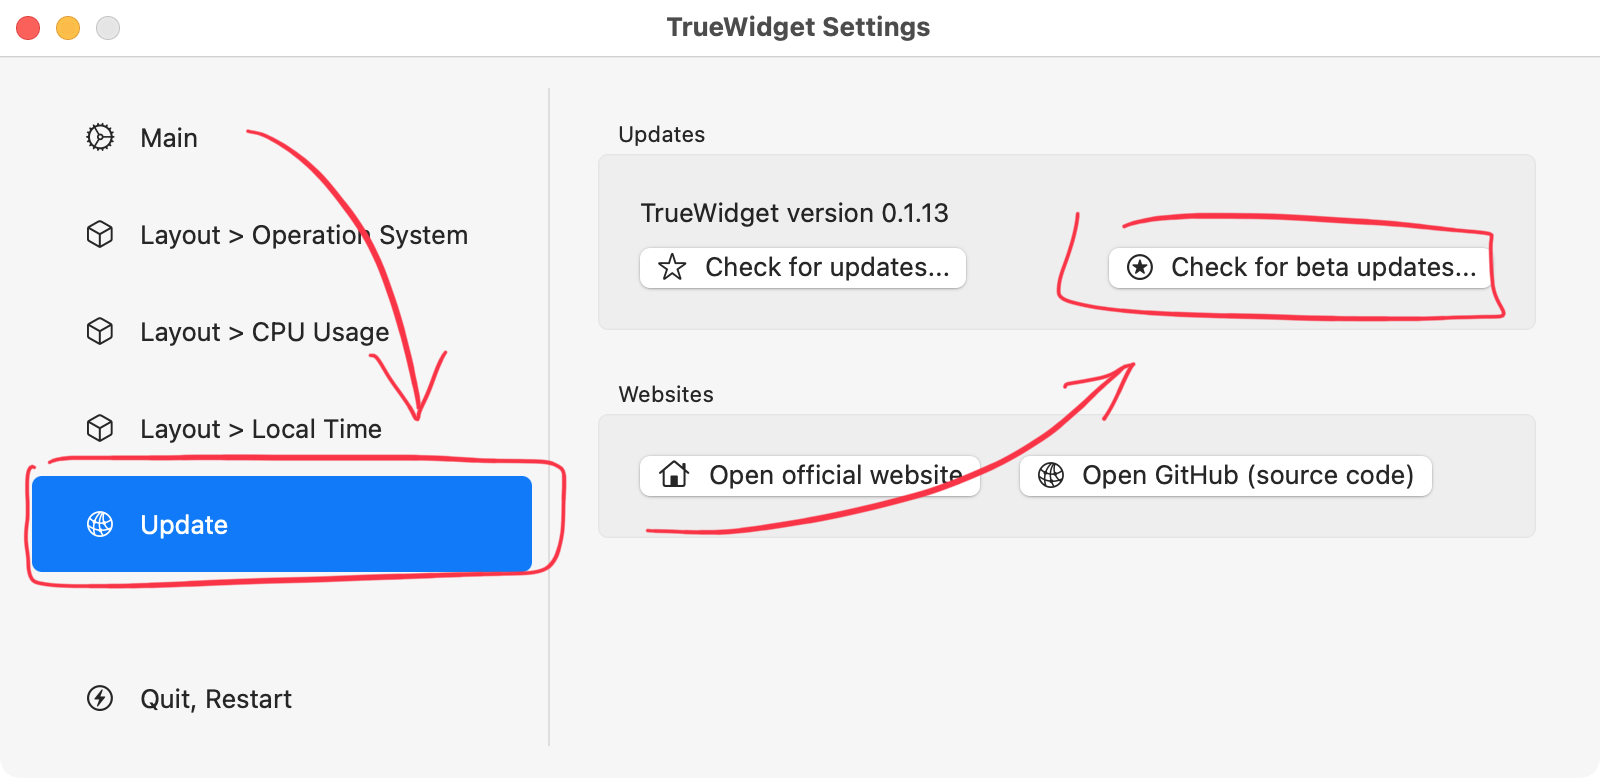 TrueWidget Settings
Main
Layout > Operation System
Layout > CPU Usage
Layout > Local Time
Update
Quit, Restart
Updates
TrueWidget version 0.1.13
Check for updates...
Check for beta updates...
Websites
Open official website
Open GitHub (source code)